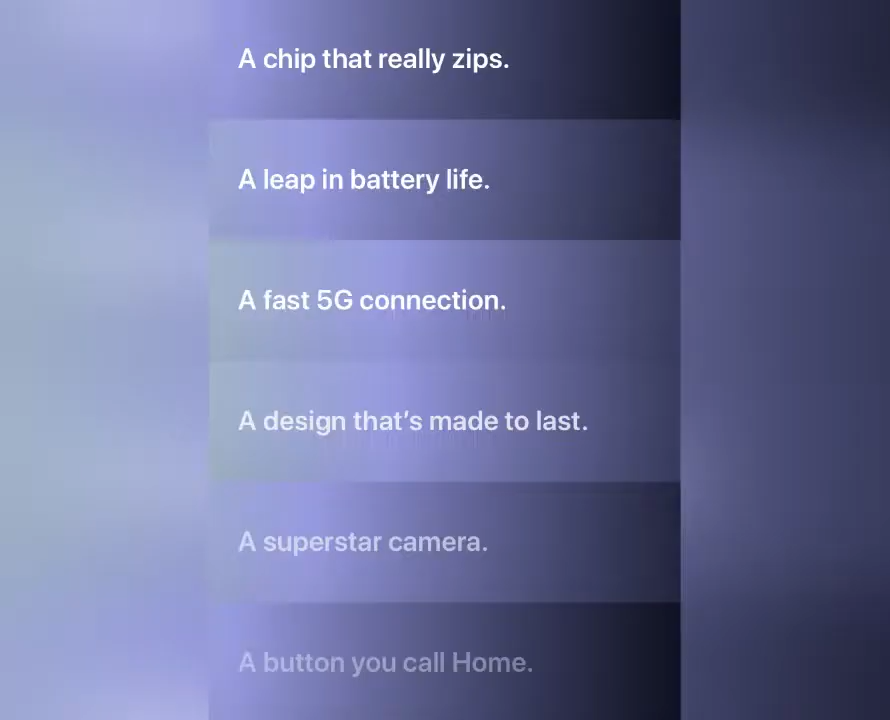 A chip that really zips.
A leap in battery life.
A fast 5G connection.
A design that’s made to last.
A superstar camera.
A button you call Home.